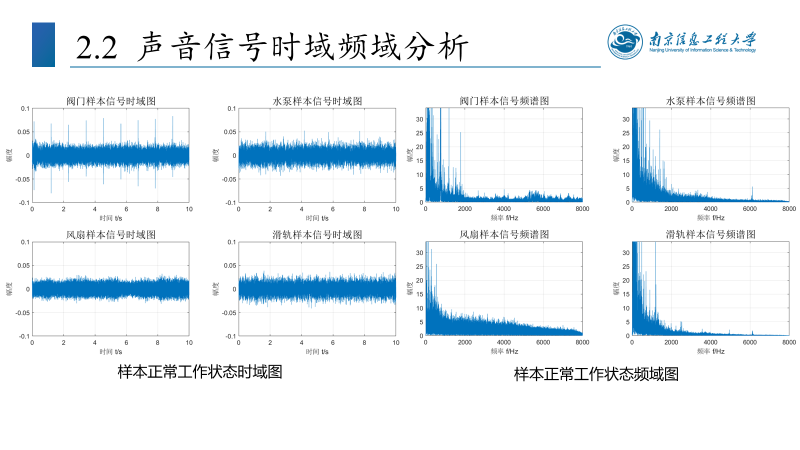 2.2 声音信号时域频域分析
南京信息工程大学
Nanjing University of Information Science & Technology
阀门样本信号时域图
0.1
0.05
0
-0.05
-0.1
幅度
0 2 4 6 8 10
时间 t/s
水泵样本信号时域图
0.1
0.05
0
-0.05
-0.1
幅度
0 2 4 6 8 10
时间 t/s
阀门样本信号频谱图
30
25
20
15
10
5
0
幅度
0 2000 4000 6000 8000
频率 f/Hz
水泵样本信号频谱图
30
25
20
15
10
5
0
幅度
0 2000 4000 6000 8000
频率 f/Hz
风扇样本信号时域图
0.1
0.05
0
-0.05
-0.1
幅度
0 2 4 6 8 10
时间 t/s
滑轨样本信号时域图
0.1
0.05
0
-0.05
-0.1
幅度
0 2 4 6 8 10
时间 t/s
风扇样本信号频谱图
30
25
20
15
10
5
0
幅度
0 2000 4000 6000 8000
频率 f/Hz
滑轨样本信号频谱图
30
25
20
15
10
5
0
幅度
0 2000 4000 6000 8000
频率 f/Hz
样本正常工作状态时域图
样本正常工作状态频域图